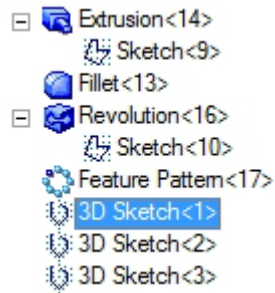 Extrusion<14>
Sketch<9>
Fillet<13>
Revolution<16>
Sketch<10>
Feature Pattern<17>
3D Sketch<1>
3D Sketch<2>
3D Sketch<3>